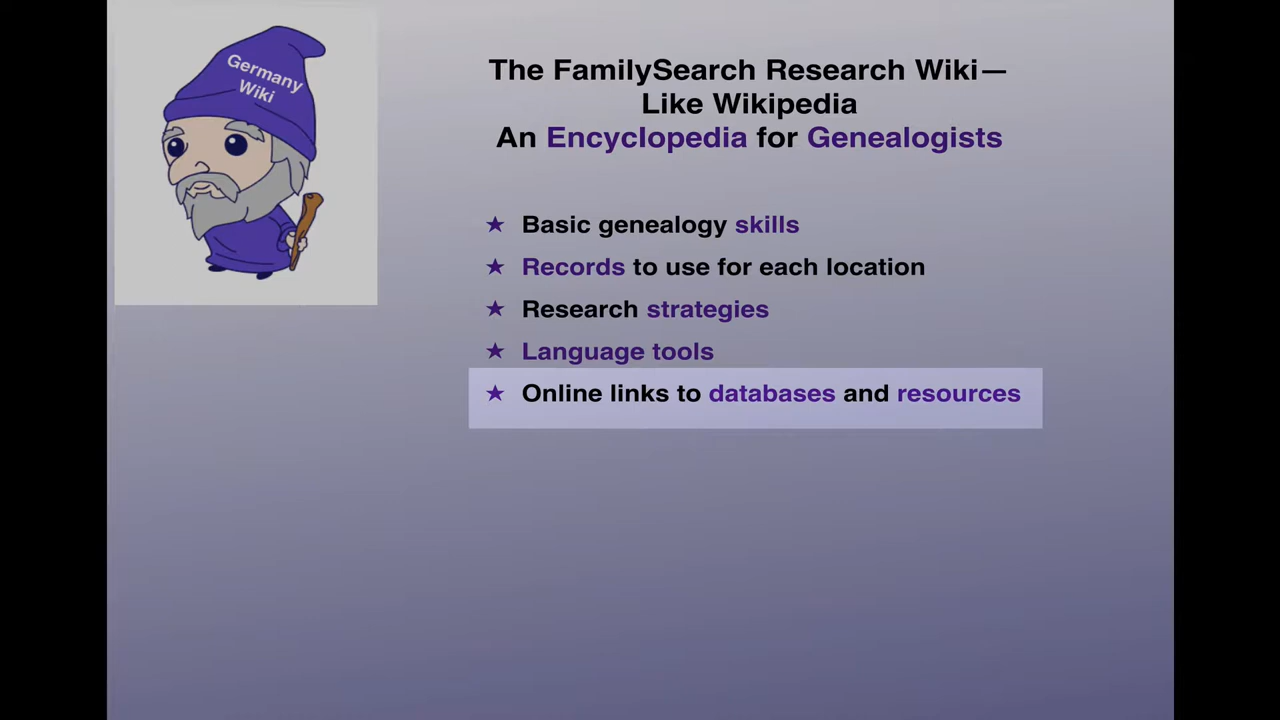 Germany
Wiki
The FamilySearch Research Wiki—
Like Wikipedia
An Encyclopedia for Genealogists
★ Basic genealogy skills
★ Records to use for each location
★ Research strategies
★ Language tools
★ Online links to databases and resources